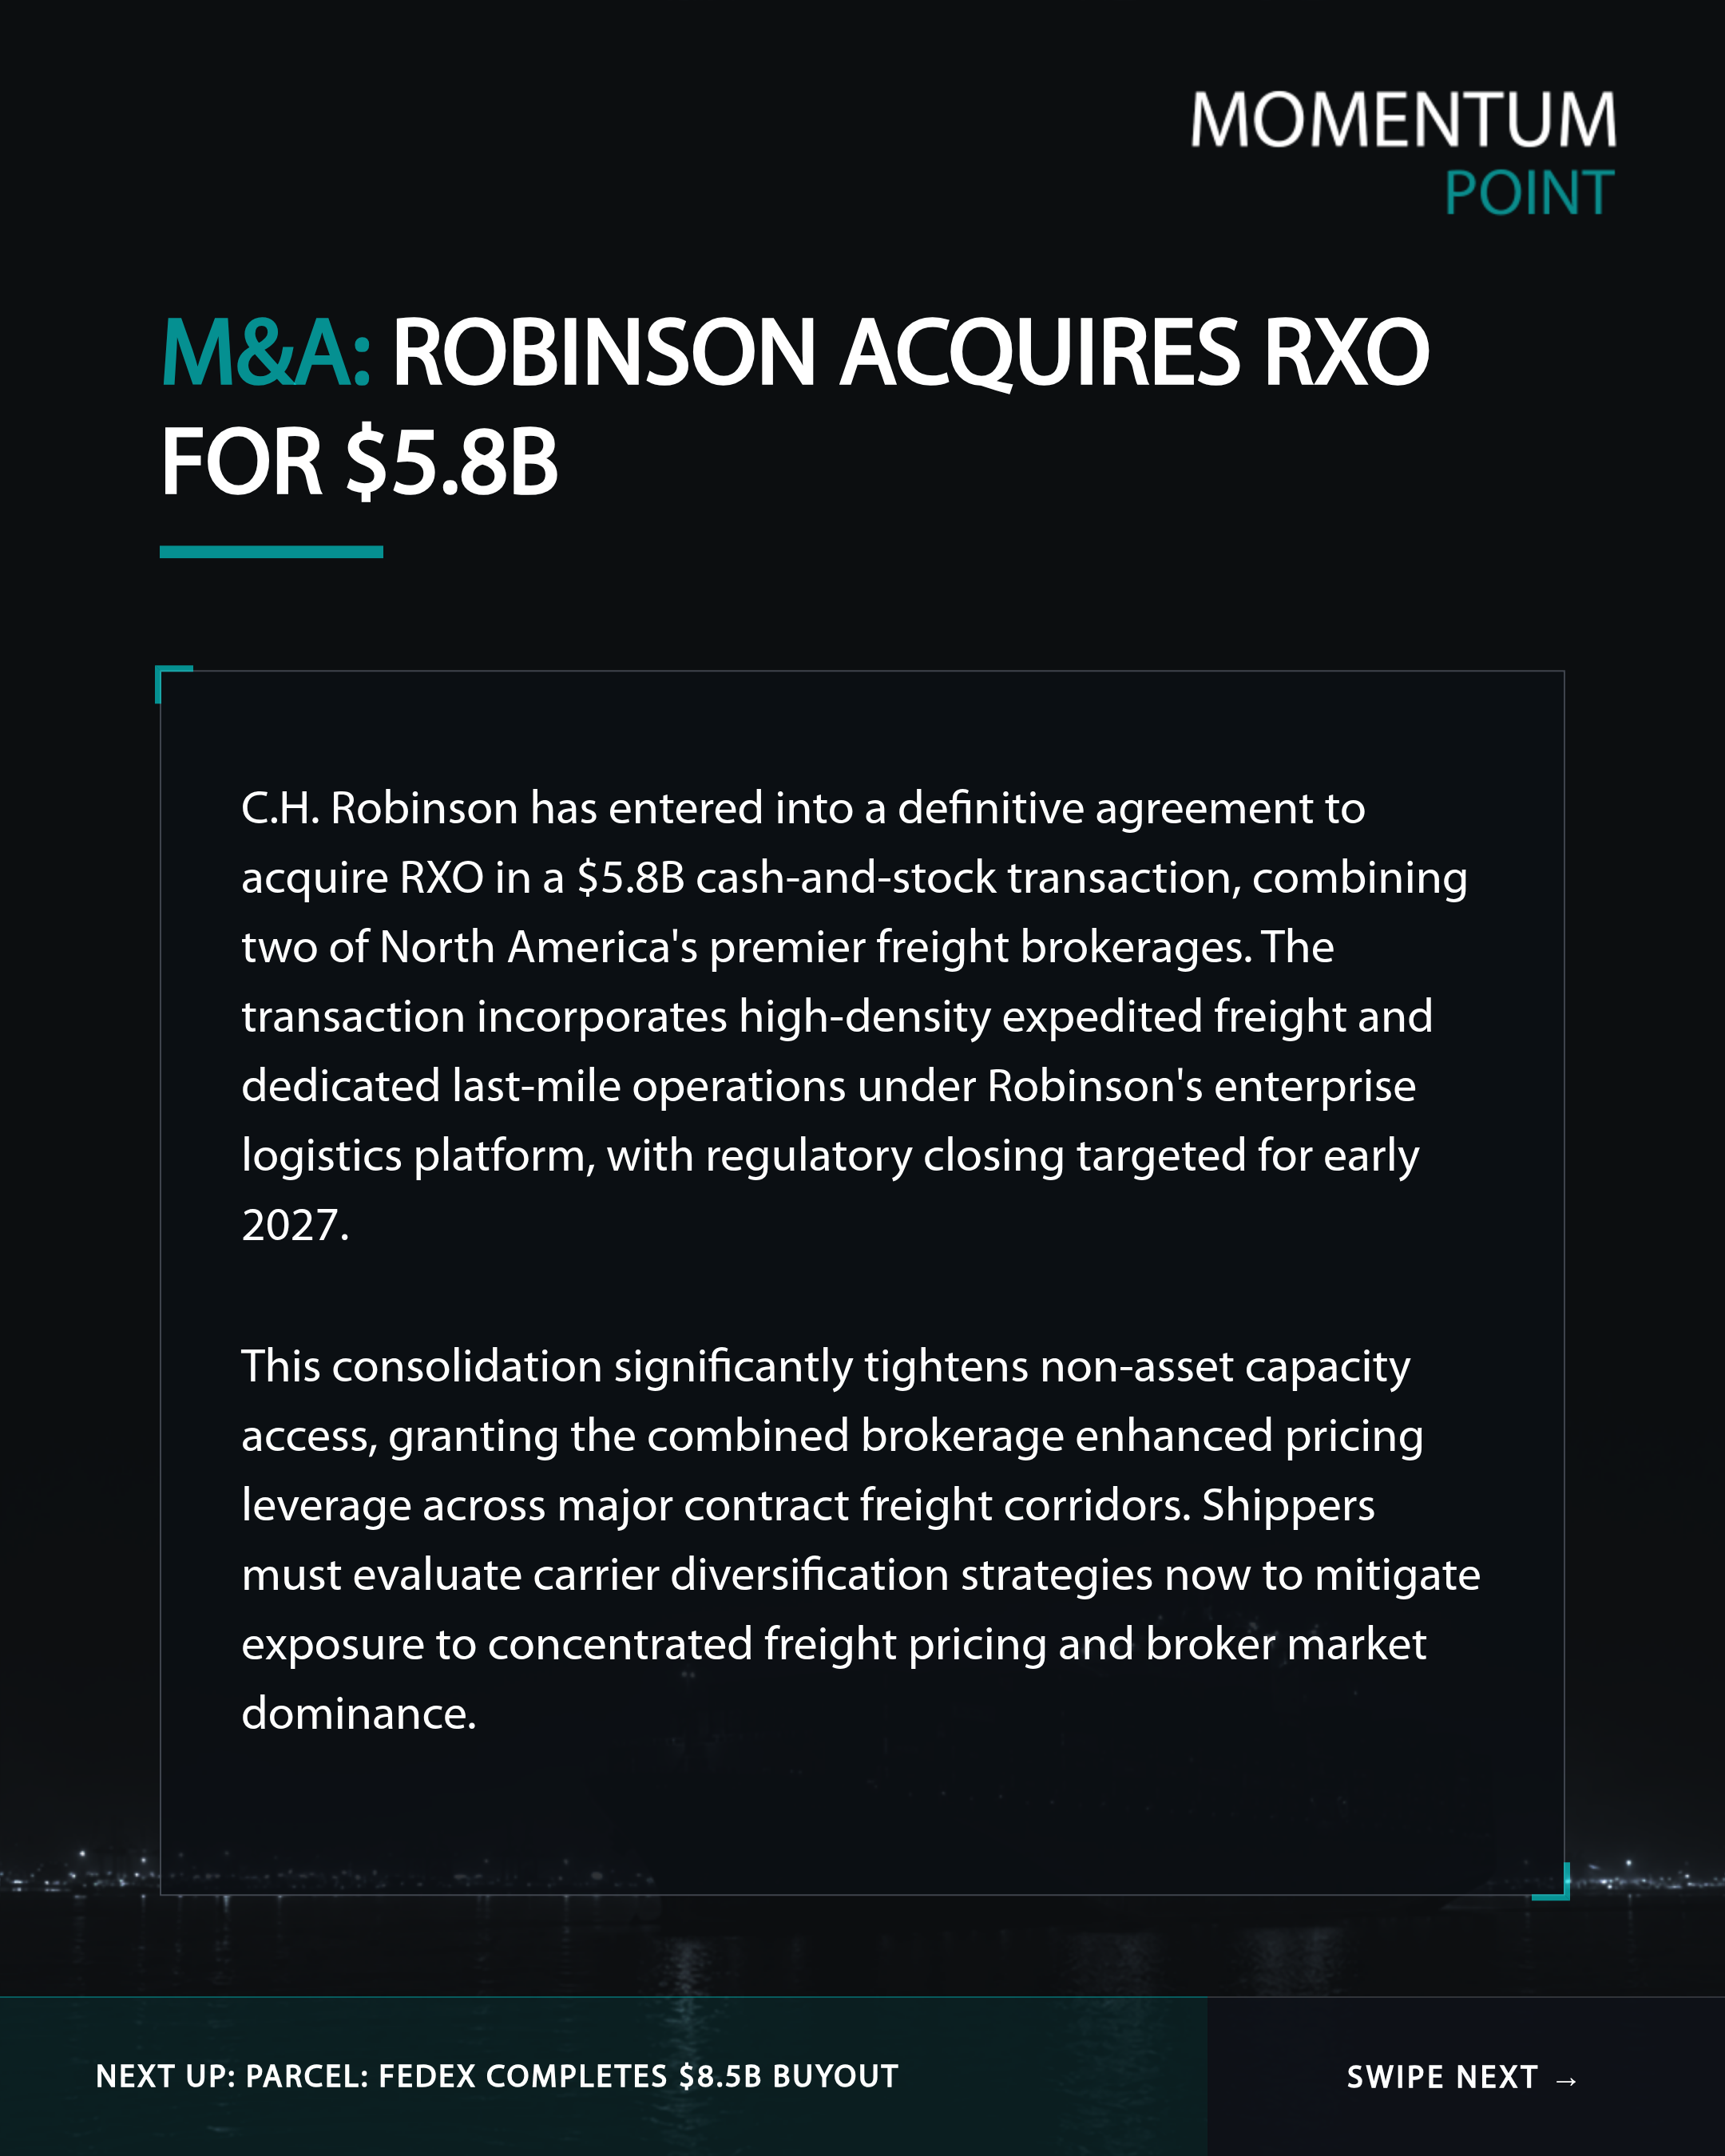 MOMENTUM
POINT
M&A: ROBINSON ACQUIRES RXO
FOR $5.8B
C.H. Robinson has entered into a definitive agreement to
acquire RXO in a $5.8B cash-and-stock transaction, combining
two of North America's premier freight brokerages. The
transaction incorporates high-density expedited freight and
dedicated last-mile operations under Robinson's enterprise
logistics platform, with regulatory closing targeted for early
2027.
This consolidation significantly tightens non-asset capacity
access, granting the combined brokerage enhanced pricing
leverage across major contract freight corridors. Shippers
must evaluate carrier diversification strategies now to mitigate
exposure to concentrated freight pricing and broker market
dominance.
NEXT UP: PARCEL: FEDEX COMPLETES $8.5B BUYOUT
SWIPE NEXT →